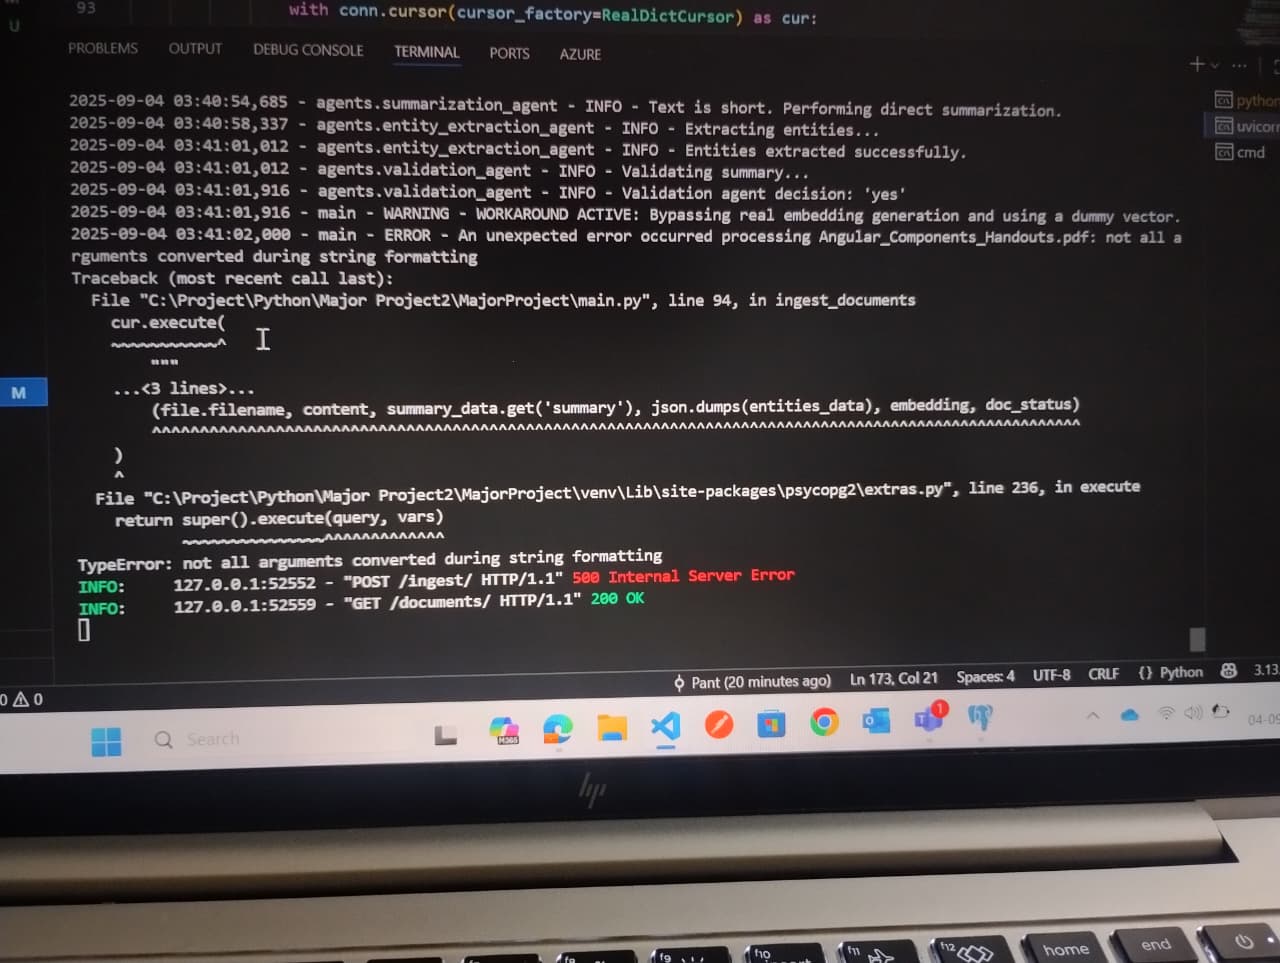 93 with conn.cursor(cursor_factory=RealDictCursor) as cur:
U
PROBLEMS OUTPUT DEBUG CONSOLE TERMINAL PORTS AZURE
2025-09-04 03:40:54,685 - agents.summarization_agent - INFO - Text is short. Performing direct summarization.
2025-09-04 03:40:58,337 - agents.entity_extraction_agent - INFO - Extracting entities...
2025-09-04 03:41:01,012 - agents.entity_extraction_agent - INFO - Entities extracted successfully.
2025-09-04 03:41:01,012 - agents.validation_agent - INFO - Validating summary...
2025-09-04 03:41:01,916 - agents.validation_agent - INFO - Validation agent decision: 'yes'
2025-09-04 03:41:01,916 - main - WARNING - WORKAROUND ACTIVE: Bypassing real embedding generation and using a dummy vector.
2025-09-04 03:41:02,000 - main - ERROR - An unexpected error occurred processing Angular_Components_Handouts.pdf: not all a
rguments converted during string formatting
Traceback (most recent call last):
File "C:\Project\Python\Major Project2\MajorProject\main.py", line 94, in ingest_documents
cur.execute(
~~~~~~~~~~~^
"""
...<3 lines>...
(file.filename, content, summary_data.get('summary'), json.dumps(entities_data), embedding, doc_status)
^^^^^^^^^^^^^^^^^^^^^^^^^^^^^^^^^^^^^^^^^^^^^^^^^^^^^^^^^^^^^^^^^^^^^^^^^^^^^^^^^^^^^^^^^^^^^^^^^^^^^^^
)
^
File "C:\Project\Python\Major Project2\MajorProject\venv\Lib\site-packages\psycopg2\extras.py", line 236, in execute
return super().execute(query, vars)
~~~~~~~~~~~~~~~^^^^^^^^^^^^^
TypeError: not all arguments converted during string formatting
INFO: 127.0.0.1:52552 - "POST /ingest/ HTTP/1.1" 500 Internal Server Error
INFO: 127.0.0.1:52559 - "GET /documents/ HTTP/1.1" 200 OK
python
uvicorn
cmd
M
0 0
Pant (20 minutes ago) Ln 173, Col 21 Spaces: 4 UTF-8 CRLF {} Python 3.13
Search
M365
1
04-09
hp
f9 f10 f11 f12 home end